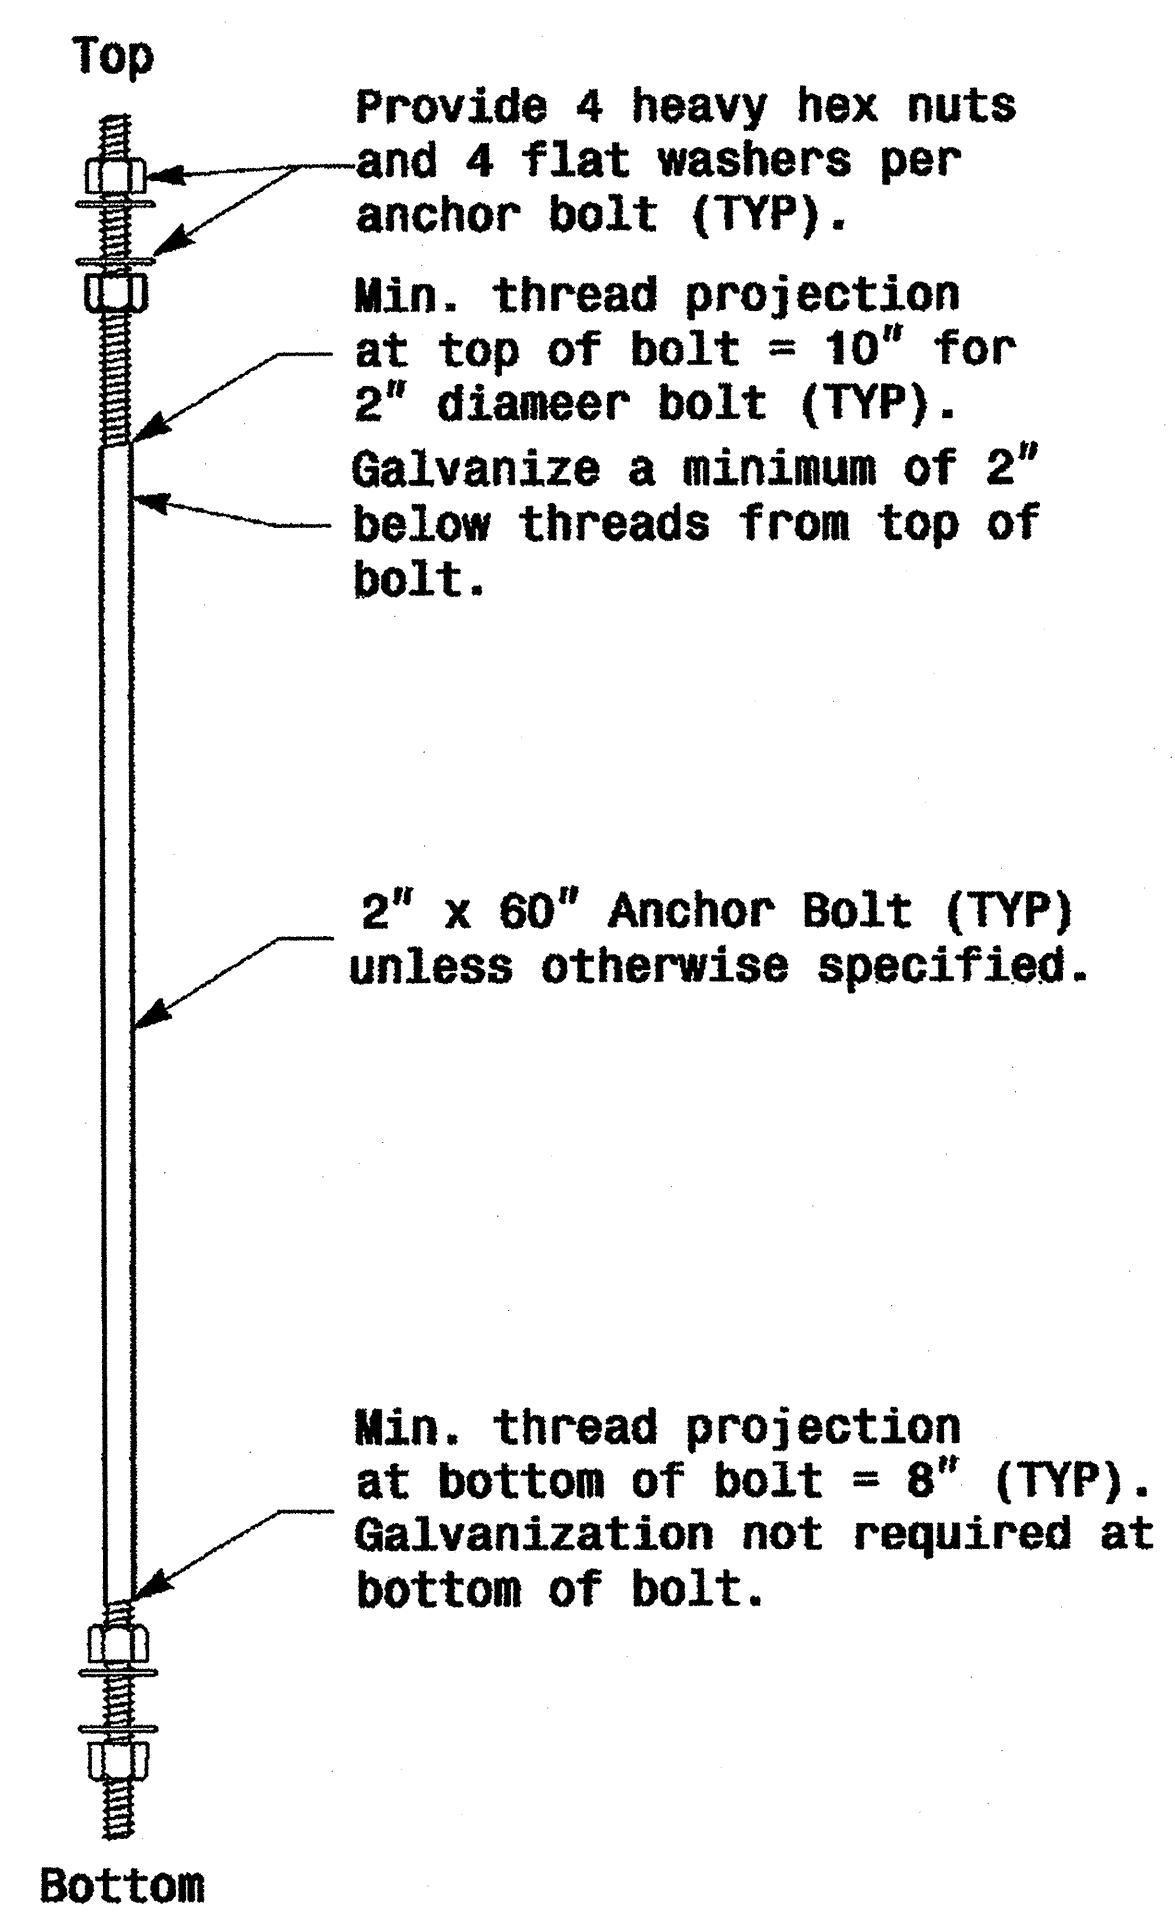 Top
Provide 4 heavy hex nuts
and 4 flat washers per
anchor bolt (TYP).
Min. thread projection
at top of bolt = 10" for
2" diameer bolt (TYP).
Galvanize a minimum of 2"
below threads from top of
bolt.
2" x 60" Anchor Bolt (TYP)
unless otherwise specified.
Min. thread projection
at bottom of bolt = 8" (TYP).
Galvanization not required at
bottom of bolt.
Bottom